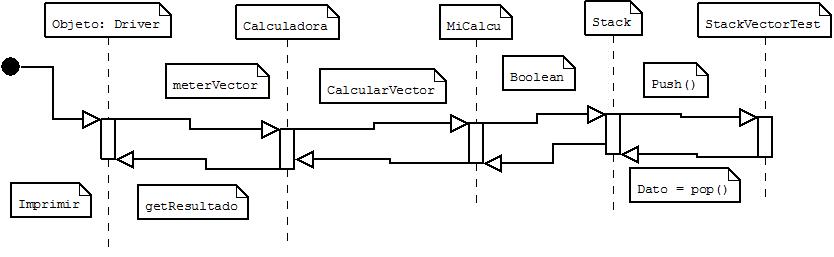 Objeto: Driver
Calculadora
MiCalcu
Stack
StackVectorTest
meterVector
CalcularVector
Boolean
Push()
Imprimir
getResultado
Dato = pop()